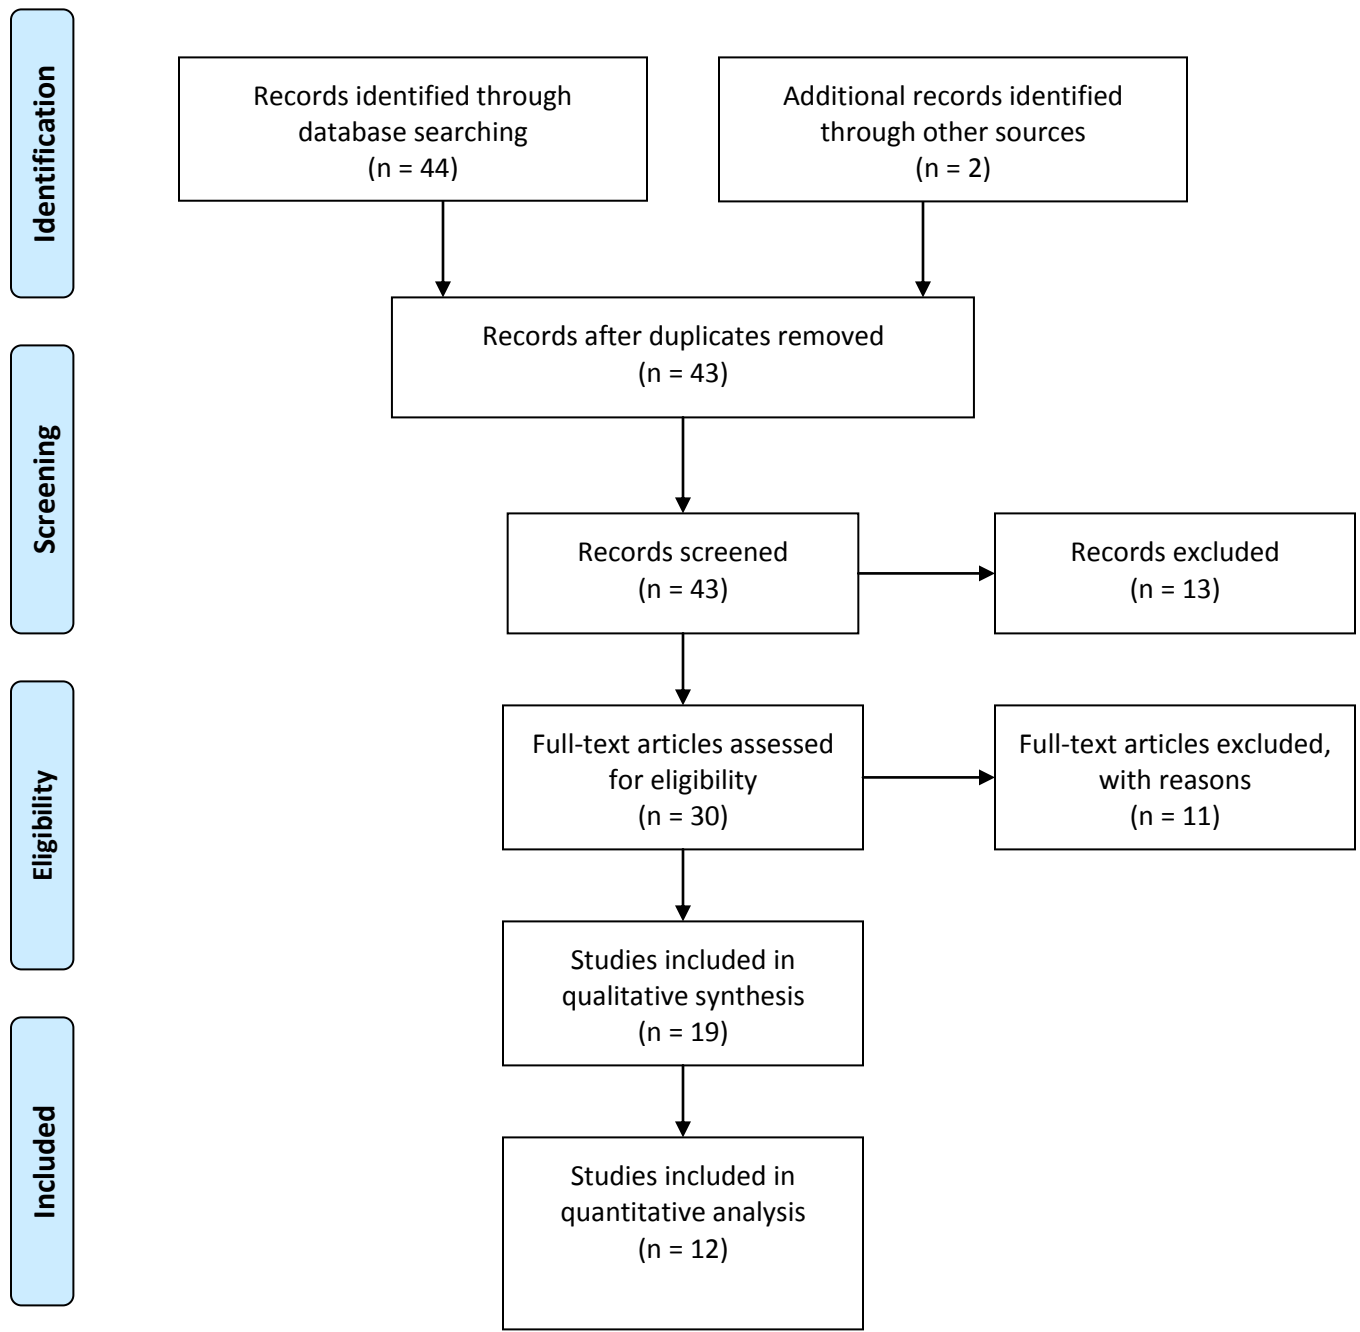 Identification
Records identified through
database searching
(n = 44)
Additional records identified
through other sources
(n = 2)
Records after duplicates removed
(n = 43)
Screening
Records screened
(n = 43)
Records excluded
(n = 13)
Eligibility
Full-text articles assessed
for eligibility
(n = 30)
Full-text articles excluded,
with reasons
(n = 11)
Studies included in
qualitative synthesis
(n = 19)
Included
Studies included in
quantitative analysis
(n = 12)